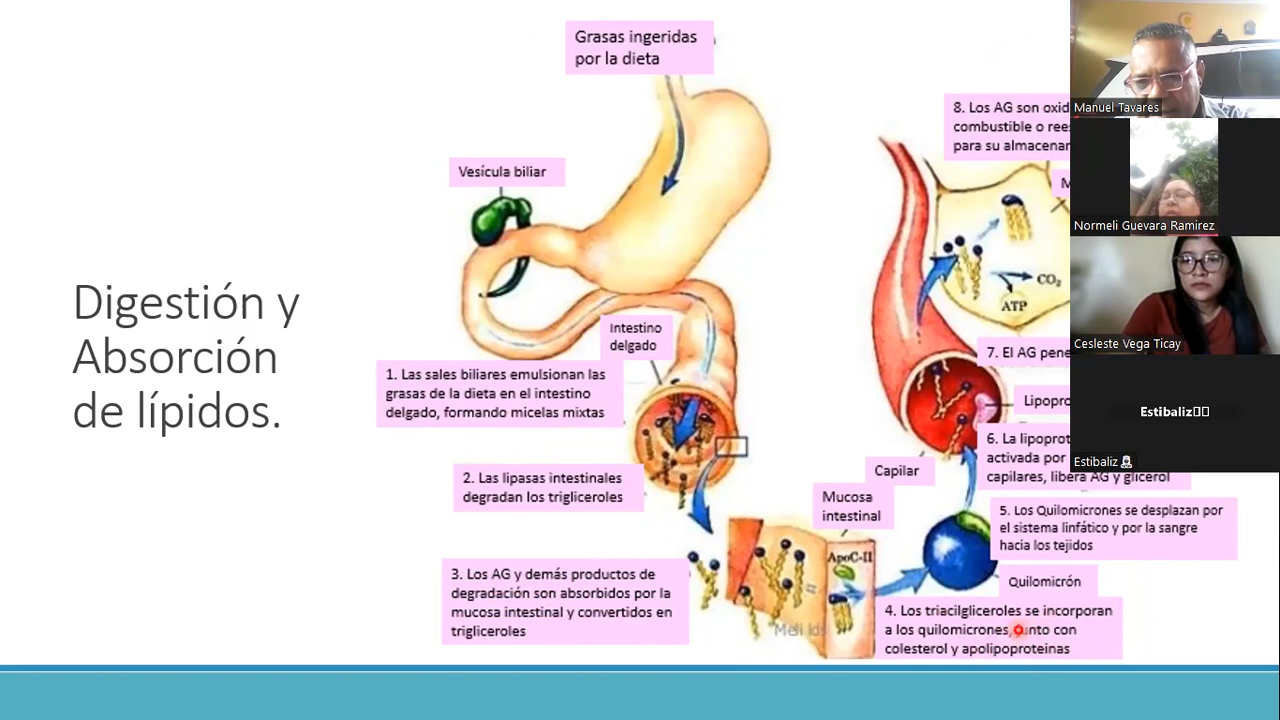 Digestión y
Absorción
de lípidos.
Grasas ingeridas
por la dieta
Vesícula biliar
Intestino
delgado
1. Las sales biliares emulsionan las
grasas de la dieta en el intestino
delgado, formando micelas mixtas
2. Las lipasas intestinales
degradan los trigliceroles
3. Los AG y demás productos de
degradación son absorbidos por la
mucosa intestinal y convertidos en
trigliceroles
Mucosa
intestinal
ApoC-II
4. Los triacilgliceroles se incorporan
a los quilomicrones, junto con
colesterol y apolipoproteinas
Quilomicrón
5. Los Quilomicrones se desplazan por
el sistema linfático y por la sangre
hacia los tejidos
Capilar
6. La lipoprot
activada por
capilares, libera AG y glicerol
Lipopro
7. El AG pene
8. Los AG son oxid
combustible o rees
para su almacenar
M
CO₂
ATP
Manuel Tavares
Normeli Guevara Ramirez
Cesleste Vega Ticay
Estibaliz
Estibaliz